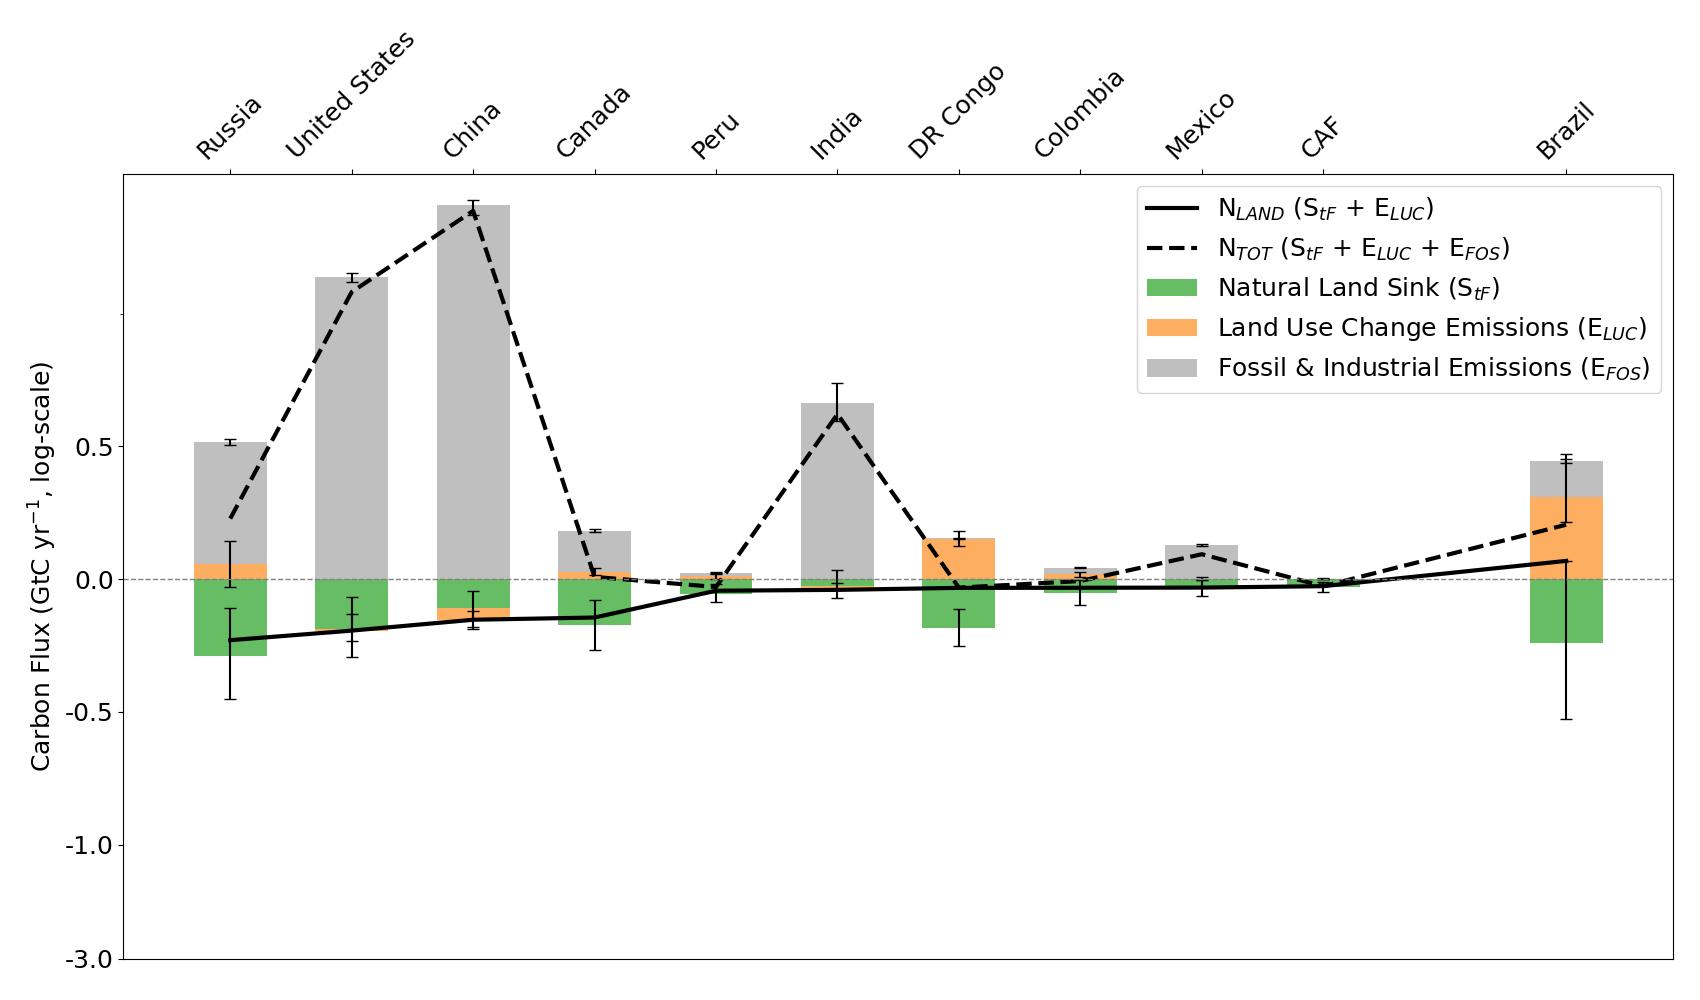 Russia
United States
China
Canada
Peru
India
DR Congo
Colombia
Mexico
CAF
Brazil
N_LAND (S_tF + E_LUC)
N_TOT (S_tF + E_LUC + E_FOS)
Natural Land Sink (S_tF)
Land Use Change Emissions (E_LUC)
Fossil & Industrial Emissions (E_FOS)
Carbon Flux (GtC yr⁻¹, log-scale)
0.5
0.0
-0.5
-1.0
-3.0